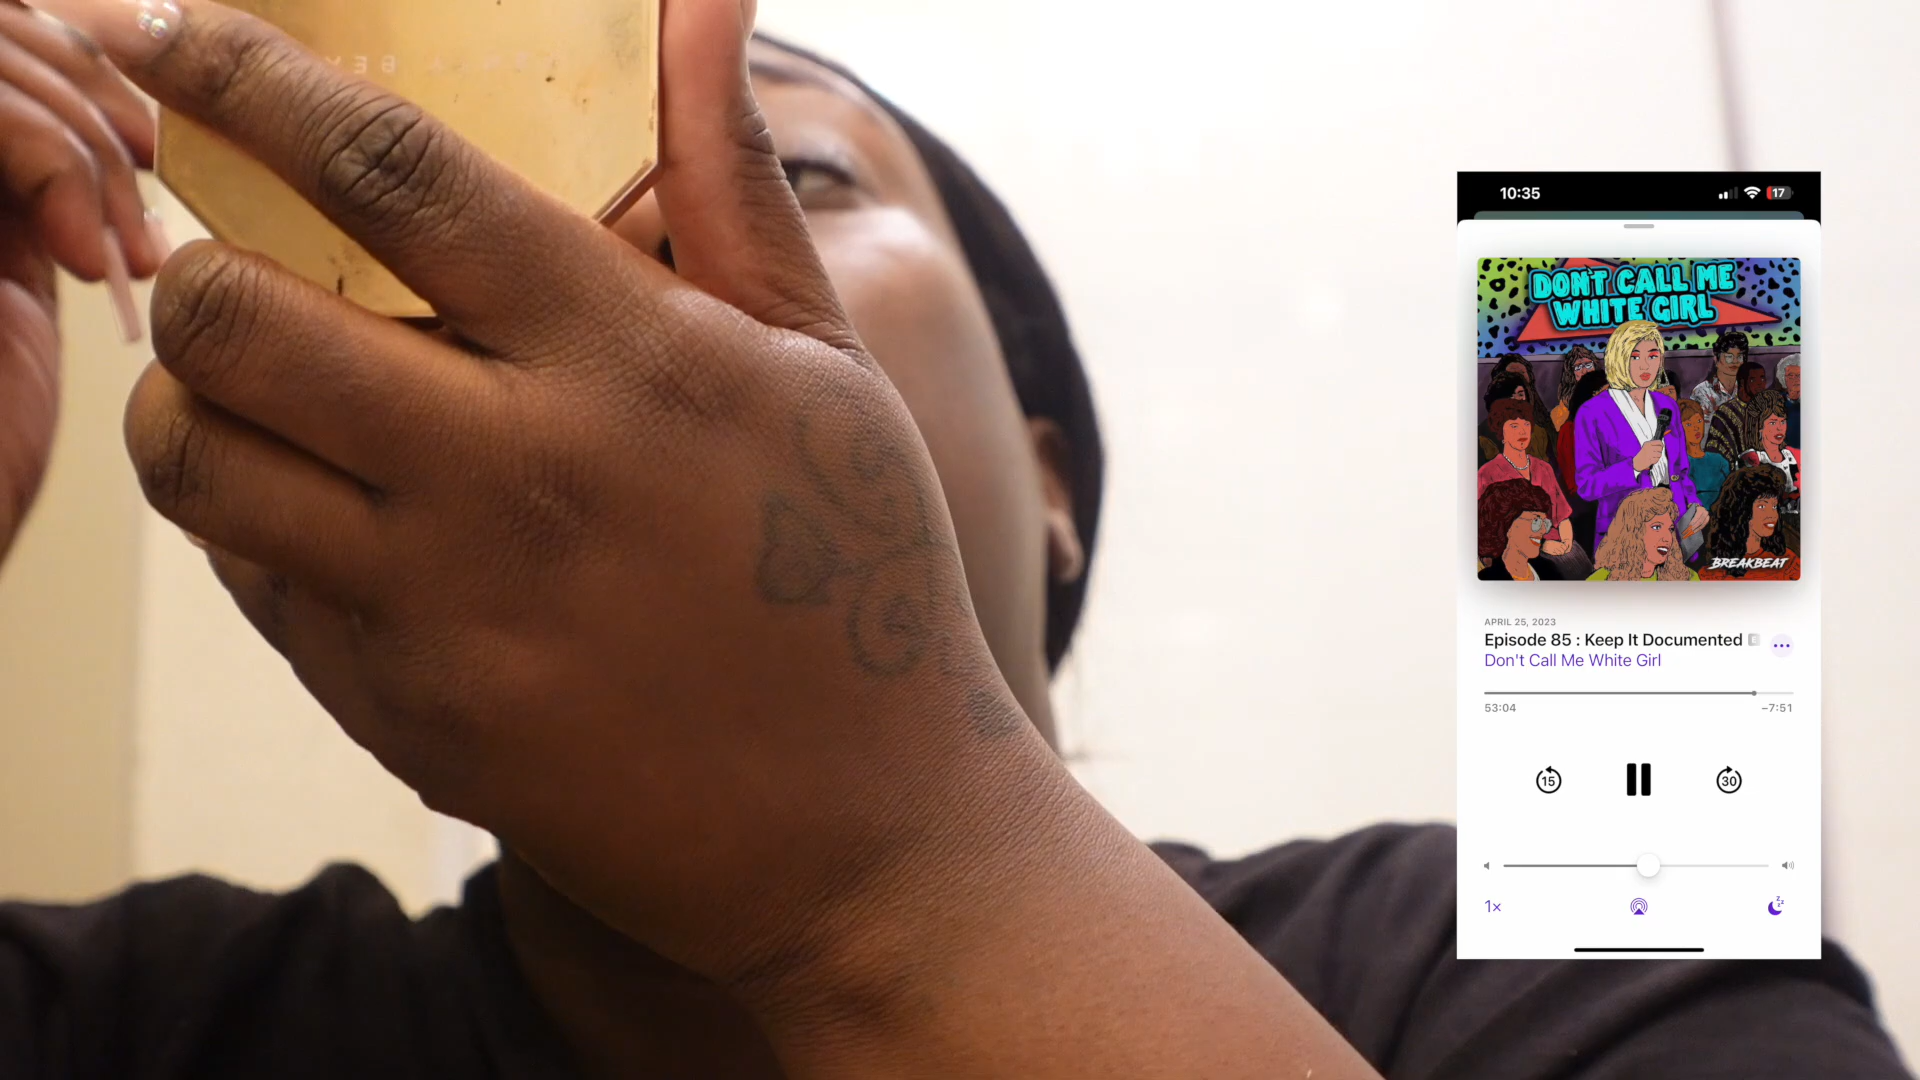 10:35
17
DON'T CALL ME
WHITE GIRL
BREAKBEAT
APRIL 25, 2023
Episode 85 : Keep It Documented E
Don't Call Me White Girl
53:04
-7:51
15
30
1×